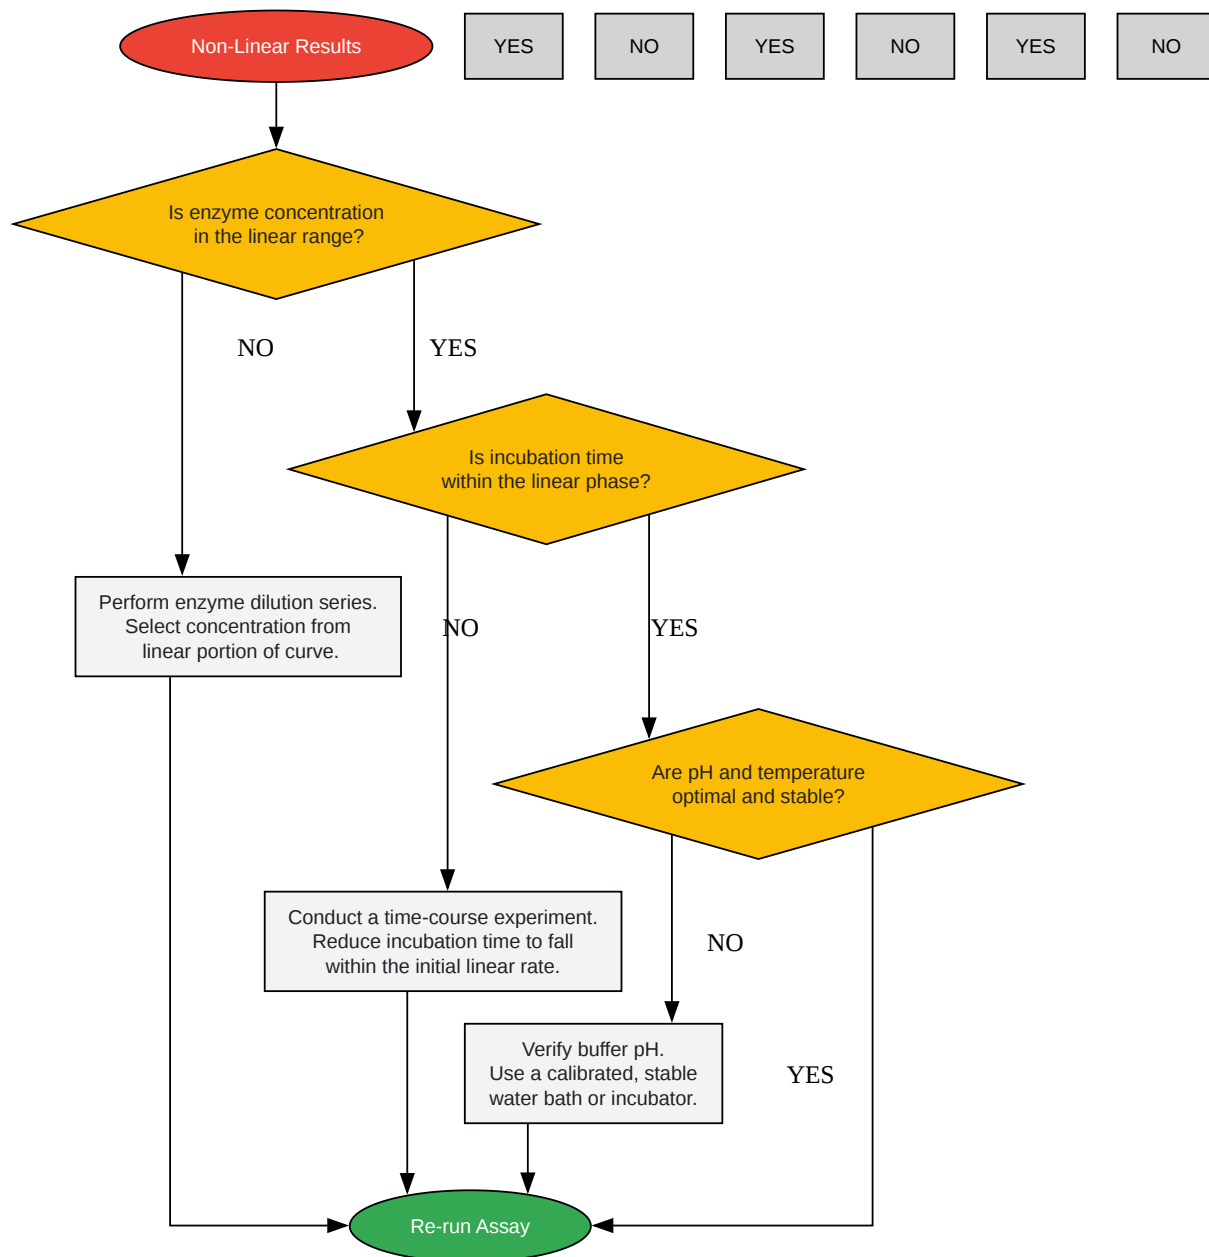 Non-Linear Results
YES
NO
YES
NO
YES
NO
Is enzyme concentration
in the linear range?
NO
YES
Is incubation time
within the linear phase?
Perform enzyme dilution series.
Select concentration from
linear portion of curve.
NO
YES
Are pH and temperature
optimal and stable?
Conduct a time-course experiment.
Reduce incubation time to fall
within the initial linear rate.
NO
Verify buffer pH.
Use a calibrated, stable
water bath or incubator.
YES
Re-run Assay